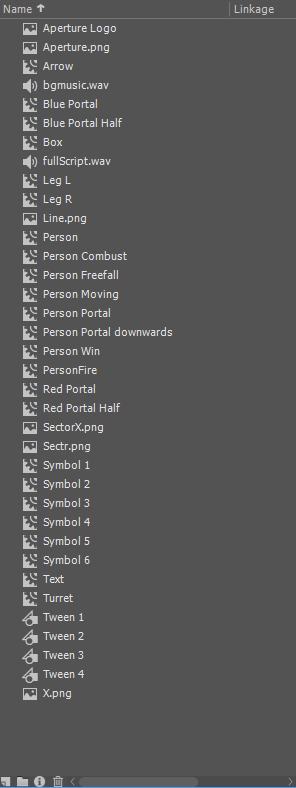 Name Linkage
Aperture Logo
Aperture.png
Arrow
bgmusic.wav
Blue Portal
Blue Portal Half
Box
fullScript.wav
Leg L
Leg R
Line.png
Person
Person Combust
Person Freefall
Person Moving
Person Portal
Person Portal downwards
Person Win
PersonFire
Red Portal
Red Portal Half
SectorX.png
Sectr.png
Symbol 1
Symbol 2
Symbol 3
Symbol 4
Symbol 5
Symbol 6
Text
Turret
Tween 1
Tween 2
Tween 3
Tween 4
X.png